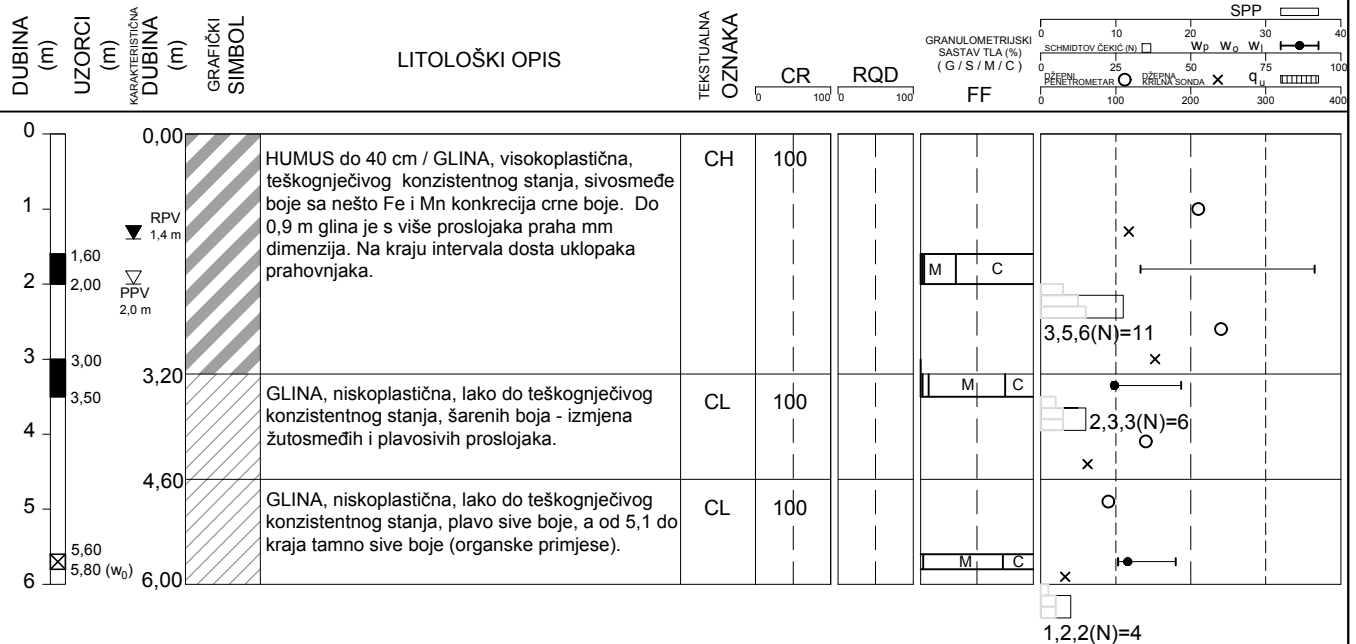 DUBINA
(m)
UZORCI
(m)
KARAKTERISTIČNA
DUBINA
(m)
GRAFIČKI
SIMBOL
LITOLOŠKI OPIS
TEKSTUALNA
OZNAKA
CR
0 100
RQD
0 100
GRANULOMETRIJSKI
SASTAV TLA (%)
( G / S / M / C )
FF
SPP
0 10 20 30 40
SCHMIDTOV ČEKIĆ (N)
wp wo wl
0 25 50 75 100
DŽEPNI
PENETROMETAR
DŽEPNA
KRILNA SONDA
qu
0 100 200 300 400
0
0,00
HUMUS do 40 cm / GLINA, visokoplastična,
teškognječivog konzistentnog stanja, sivosmeđe
boje sa nešto Fe i Mn konkrecija crne boje. Do
0,9 m glina je s više proslojaka praha mm
dimenzija. Na kraju intervala dosta uklopaka
prahovnjaka.
CH
100
1
RPV
1,4 m
1,60
2
2,00
PPV
2,0 m
M C
3,5,6(N)=11
3
3,00
3,20
3,50
GLINA, niskoplastična, lako do teškognječivog
konzistentnog stanja, šarenih boja - izmjena
žutosmeđih i plavosivih proslojaka.
CL
100
M C
2,3,3(N)=6
4
4,60
GLINA, niskoplastična, lako do teškognječivog
konzistentnog stanja, plavo sive boje, a od 5,1 do
kraja tamno sive boje (organske primjese).
CL
100
5
5,60
5,80 (w0)
M C
6
6,00
1,2,2(N)=4